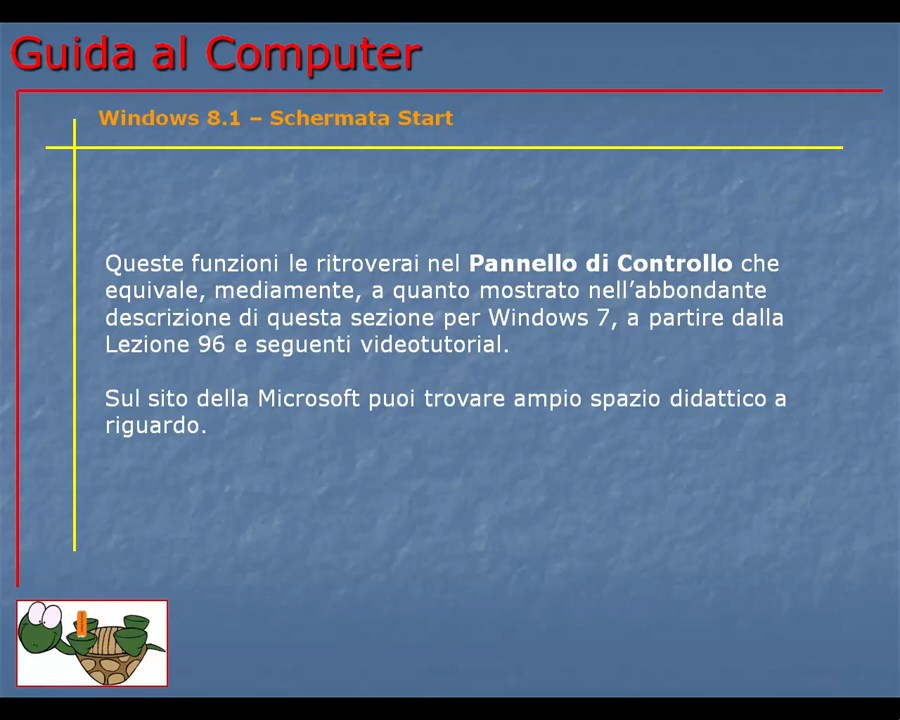 Guida al Computer
Windows 8.1 – Schermata Start
Queste funzioni le ritroverai nel Pannello di Controllo che
equivale, mediamente, a quanto mostrato nell’abbondante
descrizione di questa sezione per Windows 7, a partire dalla
Lezione 96 e seguenti videotutorial.
Sul sito della Microsoft puoi trovare ampio spazio didattico a
riguardo.